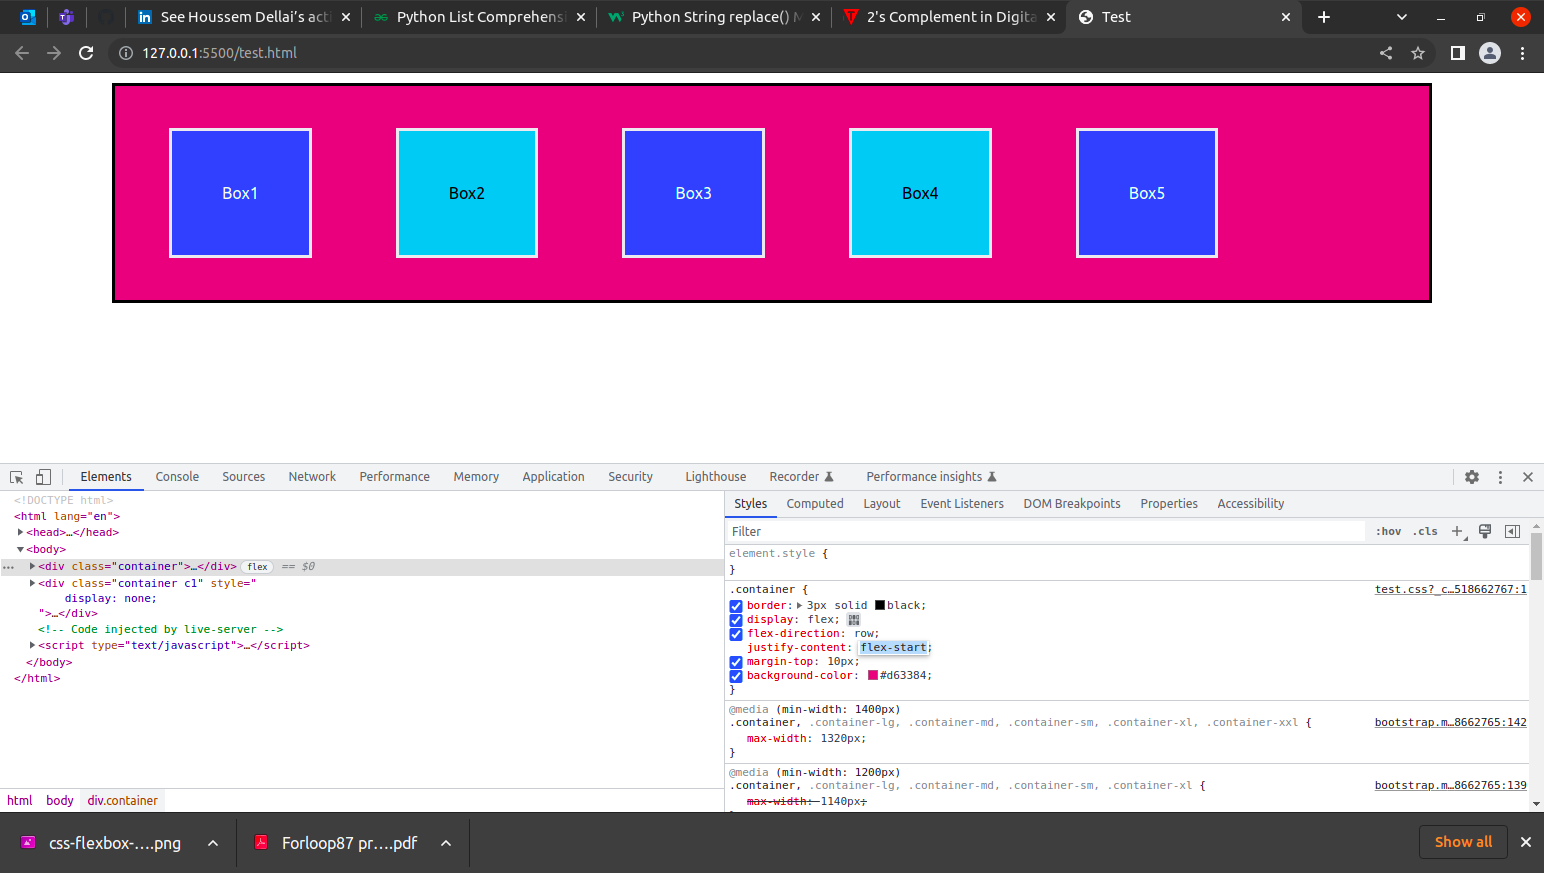 See Houssem Dellai's acti
Python List Comprehensi
Python String replace() M
2's Complement in Digita
Test
127.0.0.1:5500/test.html
Box1
Box2
Box3
Box4
Box5
Elements
Console
Sources
Network
Performance
Memory
Application
Security
Lighthouse
Recorder
Performance insights
<!DOCTYPE html>
<html lang="en">
<head>…</head>
<body>
<div class="container">…</div> flex == $0
<div class="container c1" style="
display: none;
">…</div>
<!-- Code injected by live-server -->
<script type="text/javascript">…</script>
</body>
</html>
html body div.container
Styles
Computed
Layout
Event Listeners
DOM Breakpoints
Properties
Accessibility
Filter
:hov .cls
element.style {
}
.container {
test.css?_c…518662767:1
border: 3px solid black;
display: flex;
flex-direction: row;
justify-content: flex-start;
margin-top: 10px;
background-color: #d63384;
}
@media (min-width: 1400px)
.container, .container-lg, .container-md, .container-sm, .container-xl, .container-xxl {
bootstrap.m…8662765:142
max-width: 1320px;
}
@media (min-width: 1200px)
.container, .container-lg, .container-md, .container-sm, .container-xl {
bootstrap.m…8662765:139
max-width: 1140px;
css-flexbox-….png
Forloop87 pr….pdf
Show all